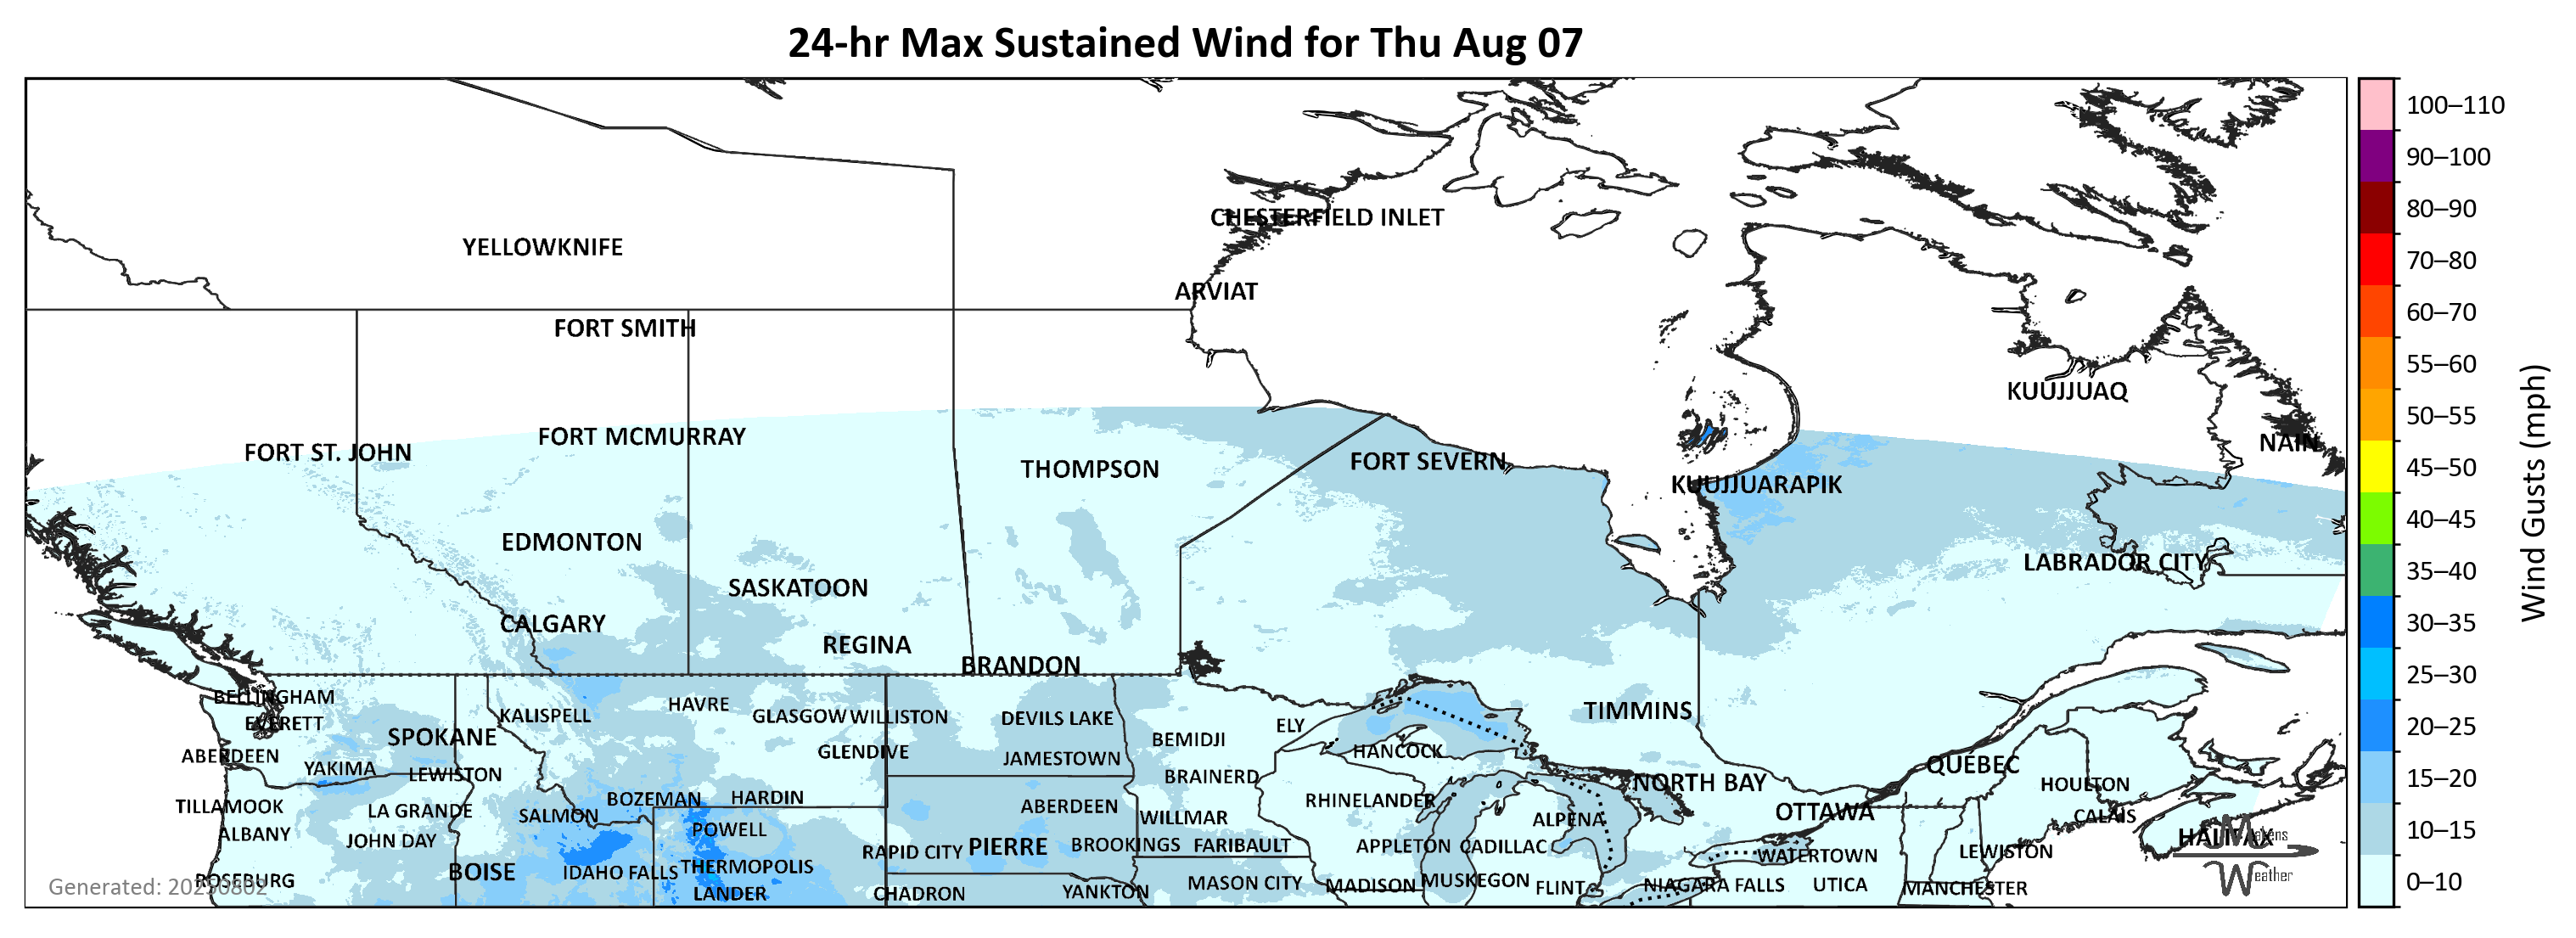 24-hr Max Sustained Wind for Thu Aug 07
CHESTERFIELD INLET
YELLOWKNIFE
ARVIAT
FORT SMITH
KUUJJUAQ
FORT ST. JOHN
FORT MCMURRAY
NAIN
THOMPSON
FORT SEVERN
KUUJJUARAPIK
EDMONTON
LABRADOR CITY
SASKATOON
CALGARY
REGINA
BRANDON
BELLINGHAM
HAVRE
KALISPELL
GLASGOW
WILLISTON
DEVILS LAKE
TIMMINS
EVERETT
ELY
SPOKANE
BEMIDJI
ABERDEEN
GLENDIVE
JAMESTOWN
HANCOCK
QUÉBEC
YAKIMA
LEWISTON
BRAINERD
NORTH BAY
HOULTON
TILLAMOOK
LA GRANDE
SALMON
BOZEMAN
HARDIN
ABERDEEN
WILLMAR
RHINELANDER
ALPENA
OTTAWA
CALAIS
ALBANY
JOHN DAY
POWELL
RAPID CITY
PIERRE
BROOKINGS
FARIBAULT
APPLETON
CADILLAC
WATERTOWN
LEWISTON
HALIFAX
Makens
Weather
BOISE
IDAHO FALLS
THERMOPOLIS
ROSEBURG
Generated: 20250802
LANDER
CHADRON
YANKTON
MASON CITY
MADISON
MUSKEGON
FLINT
NIAGARA FALLS
UTICA
MANCHESTER
100–110
90–100
80–90
70–80
60–70
55–60
50–55
45–50
40–45
35–40
30–35
25–30
20–25
15–20
10–15
0–10
Wind Gusts (mph)